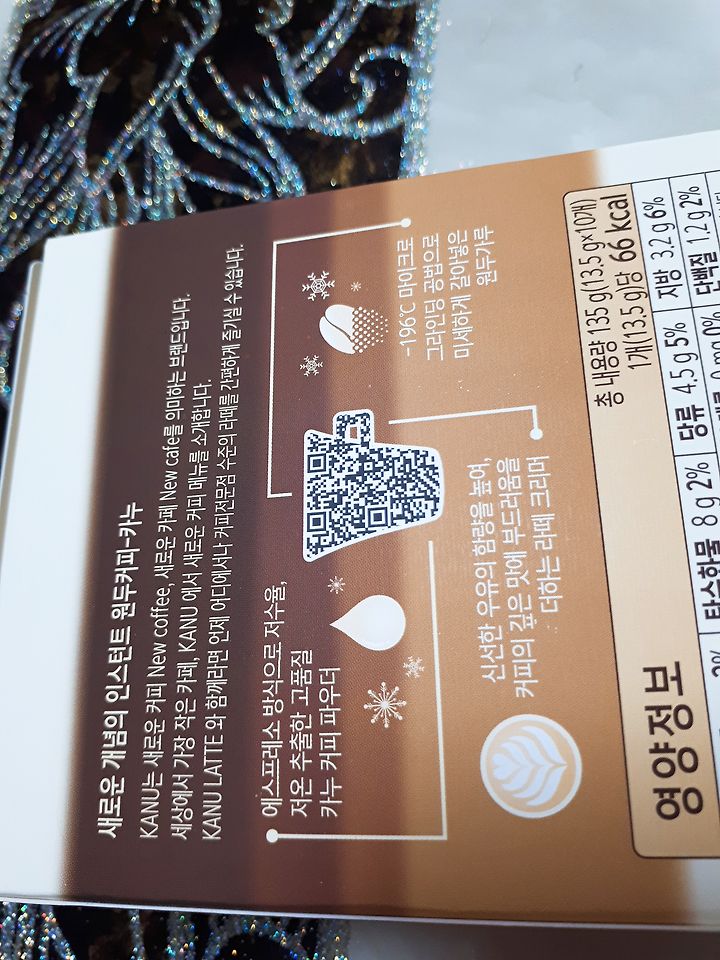 새로운 개념의 인스턴트 원두커피-카누
KANU는 새로운 커피 New coffee, 새로운 카페 New cafe를 의미하는 브랜드입니다.
세상에서 가장 작은 카페, KANU 에서 새로운 커피 메뉴를 소개합니다.
KANU LATTE 와 함께라면 언제 어디에서나 커피전문점 수준의 라떼를 간편하게 즐기실 수 있습니다.
에스프레소 방식으로 저수율,
저온 추출한 고품질
카누 커피 파우더
-196℃ 마이크로
그라인딩 공법으로
미세하게 갈아넣은
원두가루
신선한 우유의 함량을 높여,
커피의 깊은 맛에 부드러움을
더하는 라떼 크리머
영양정보
총 내용량 135 g(13.5 g×10개)
1개(13.5 g)당 66 kcal
탄수화물 8 g 2% 당류 4.5 g 5% 지방 3.2 g 6%
0 mg 0% 단백질 1.2 g 2%